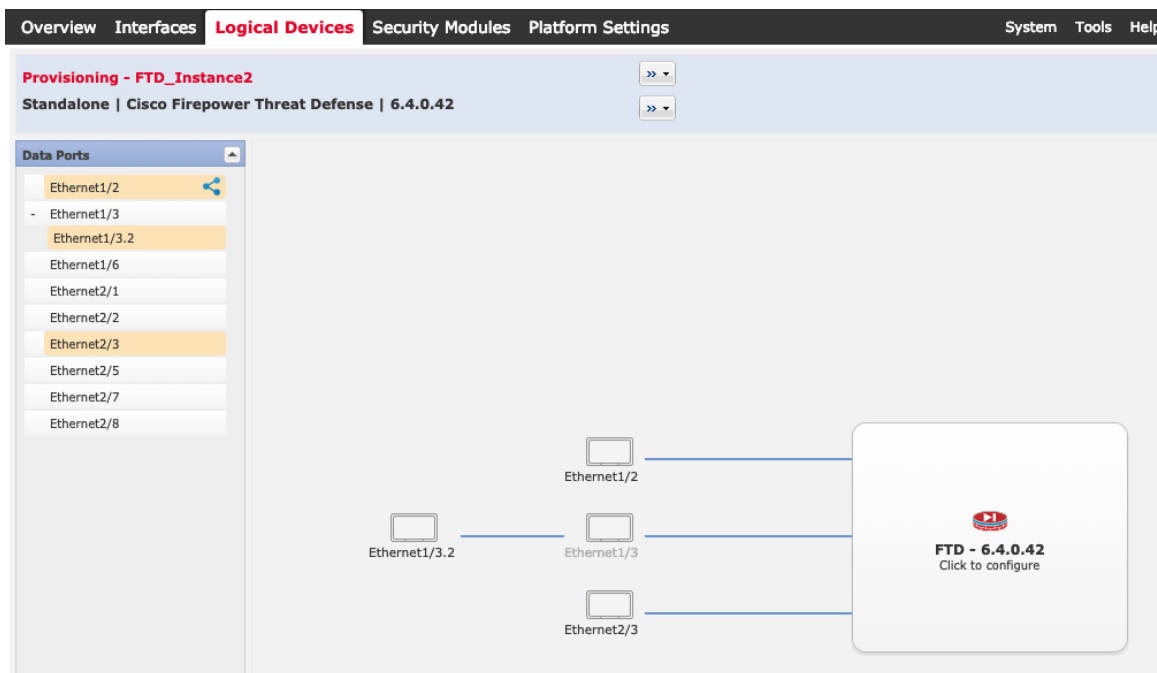 Overview Interfaces Logical Devices Security Modules Platform Settings System Tools Help
Provisioning - FTD_Instance2
Standalone | Cisco Firepower Threat Defense | 6.4.0.42
Data Ports
Ethernet1/2
- Ethernet1/3
Ethernet1/3.2
Ethernet1/6
Ethernet2/1
Ethernet2/2
Ethernet2/3
Ethernet2/5
Ethernet2/7
Ethernet2/8
Ethernet1/2
Ethernet1/3.2 Ethernet1/3
Ethernet2/3
FTD - 6.4.0.42
Click to configure